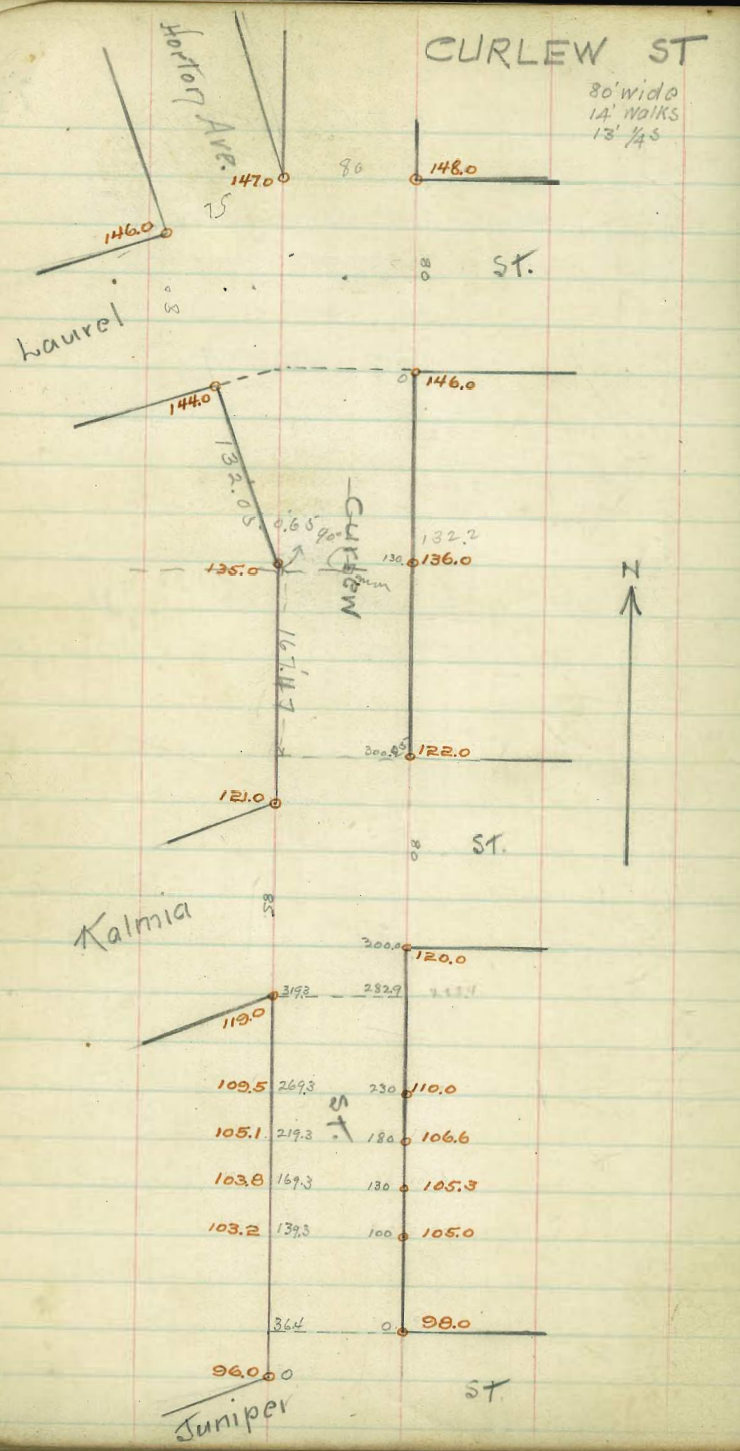 CURLEW ST
80' wide
14' Walks
13' 1/4s
Horton Ave.
147.0 80 148.0
75
146.0
80 St.
80
Laurel
0 146.0
144.0
132.05
0.65 90°
Curlew
132.2
135.0 130 136.0
N
167.47
122.0
121.0
80 St.
Kalmia
85
300.0 120.0
319.3 282.9
119.0
109.5 269.3 230 110.0
St.
105.1 219.3 180 106.6
103.8 169.3 130 105.3
103.2 139.3 100 105.0
36.4 0 98.0
96.0 0
St.
Juniper